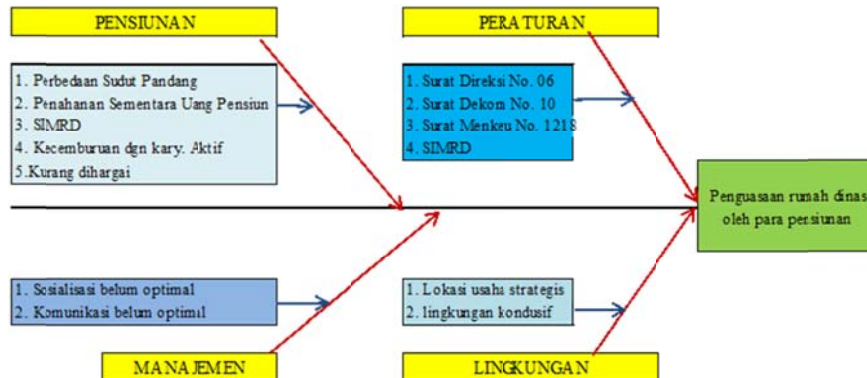 PENSIUNAN
PERATURAN
1. Perbedaan Sudut Pandang
2. Penahanan Sementara Uang Pensiun
3. SIMRD
4. Kecemburuan dgn kary. Aktif
5.Kurang dihargai
1. Surat Direksi No. 06
2. Surat Dekom No. 10
3. Surat Menkeu No. 1218
4. SIMRD
Penguasaan rumah dinas
oleh para pensiunan
1. Sosialisasi belum optimal
2. Komunikasi belum optimal
1. Lokasi usaha strategis
2. lingkungan kondusif
MANAJEMEN
LINGKUNGAN